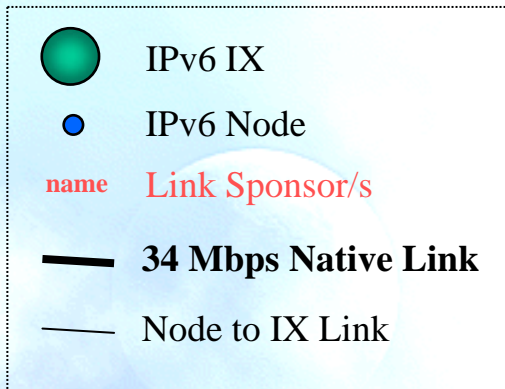 IPv6 IX
IPv6 Node
name Link Sponsor/s
34 Mbps Native Link
Node to IX Link